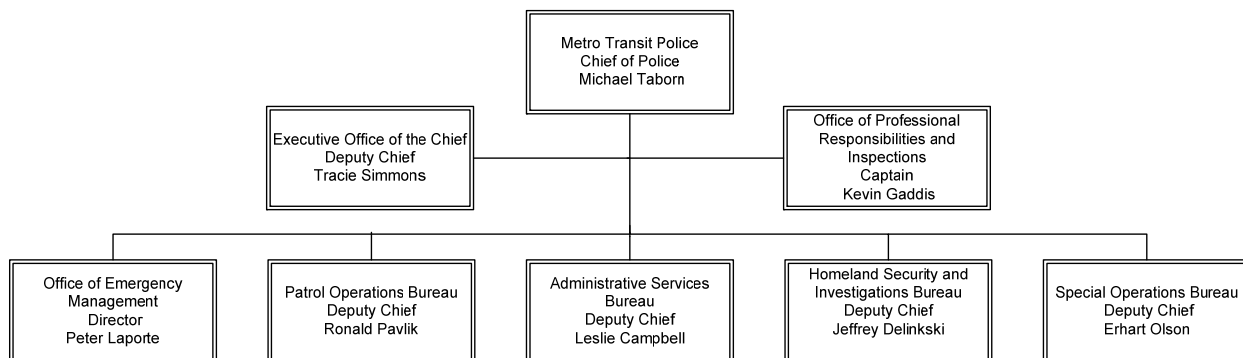 Metro Transit Police
Chief of Police
Michael Taborn
Executive Office of the Chief
Deputy Chief
Tracie Simmons
Office of Professional
Responsibilities and
Inspections
Captain
Kevin Gaddis
Office of Emergency
Management
Director
Peter Laporte
Patrol Operations Bureau
Deputy Chief
Ronald Pavlik
Administrative Services
Bureau
Deputy Chief
Leslie Campbell
Homeland Security and
Investigations Bureau
Deputy Chief
Jeffrey Delinkski
Special Operations Bureau
Deputy Chief
Erhart Olson